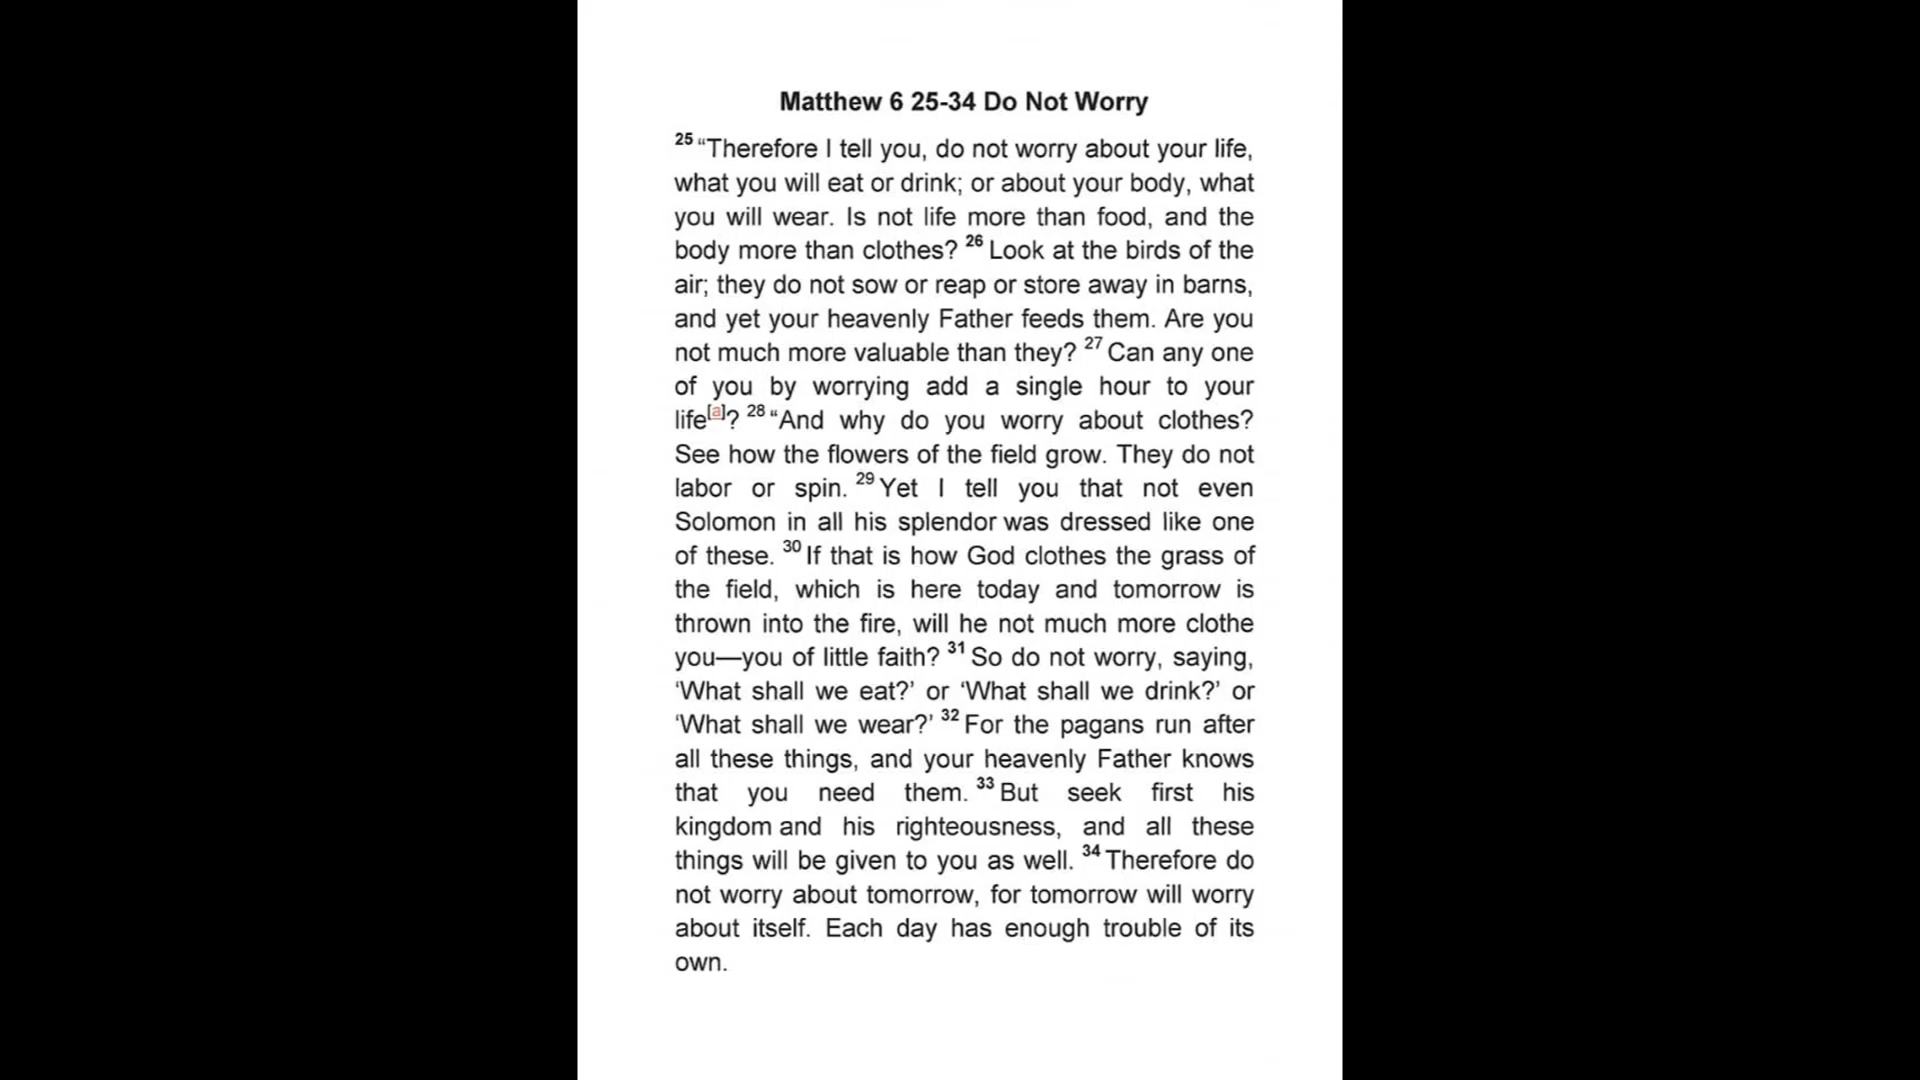 Matthew 6 25-34 Do Not Worry
25 “Therefore I tell you, do not worry about your life,
what you will eat or drink; or about your body, what
you will wear. Is not life more than food, and the
body more than clothes? 26 Look at the birds of the
air; they do not sow or reap or store away in barns,
and yet your heavenly Father feeds them. Are you
not much more valuable than they? 27 Can any one
of you by worrying add a single hour to your
life[a]? 28 “And why do you worry about clothes?
See how the flowers of the field grow. They do not
labor or spin. 29 Yet I tell you that not even
Solomon in all his splendor was dressed like one
of these. 30 If that is how God clothes the grass of
the field, which is here today and tomorrow is
thrown into the fire, will he not much more clothe
you—you of little faith? 31 So do not worry, saying,
‘What shall we eat?’ or ‘What shall we drink?’ or
‘What shall we wear?’ 32 For the pagans run after
all these things, and your heavenly Father knows
that you need them. 33 But seek first his
kingdom and his righteousness, and all these
things will be given to you as well. 34 Therefore do
not worry about tomorrow, for tomorrow will worry
about itself. Each day has enough trouble of its
own.